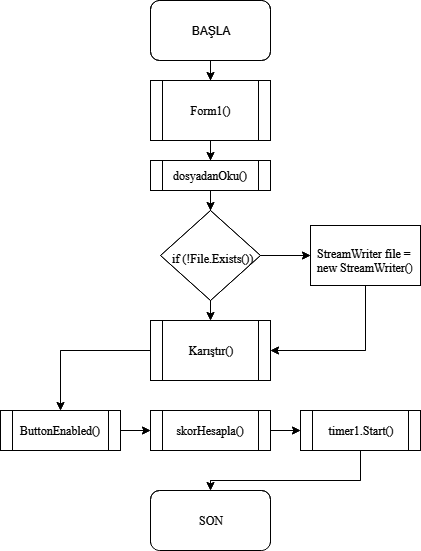 BAŞLA
Form1()
dosyadanOku()
if (!File.Exists())
StreamWriter file =
new StreamWriter()
Karıştır()
ButtonEnabled()
skorHesapla()
timer1.Start()
SON